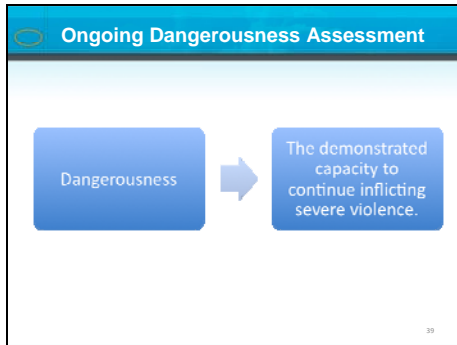 Ongoing Dangerousness Assessment
Dangerousness
The demonstrated
capacity to
continue inflicting
severe violence.
39